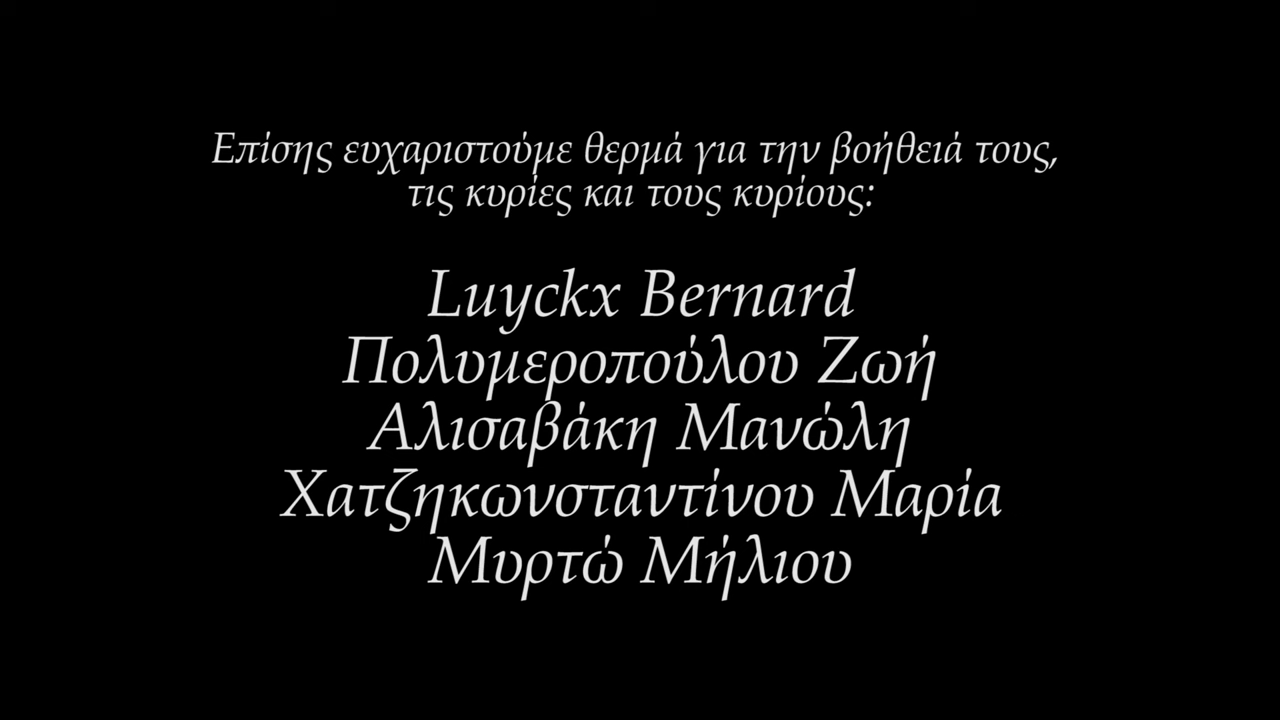 Επίσης ευχαριστούμε θερμά για την βοήθειά τους,
τις κυρίες και τους κυρίους:
Luyckx Bernard
Πολυμεροπούλου Ζωή
Αλισαβάκη Μανώλη
Χατζηκωνσταντίνου Μαρία
Μυρτώ Μήλιου